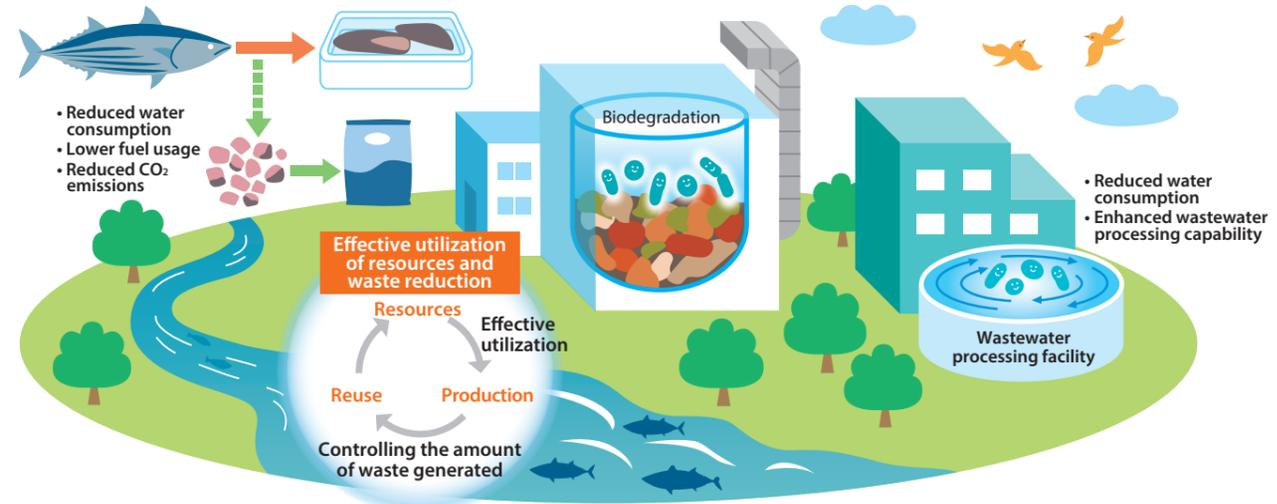 • Reduced water
consumption
• Lower fuel usage
• Reduced CO₂
emissions
Biodegradation
• Reduced water
consumption
• Enhanced wastewater
processing capability
Effective utilization
of resources and
waste reduction
Resources
Effective
utilization
Reuse
Production
Controlling the amount
of waste generated
Wastewater
processing facility